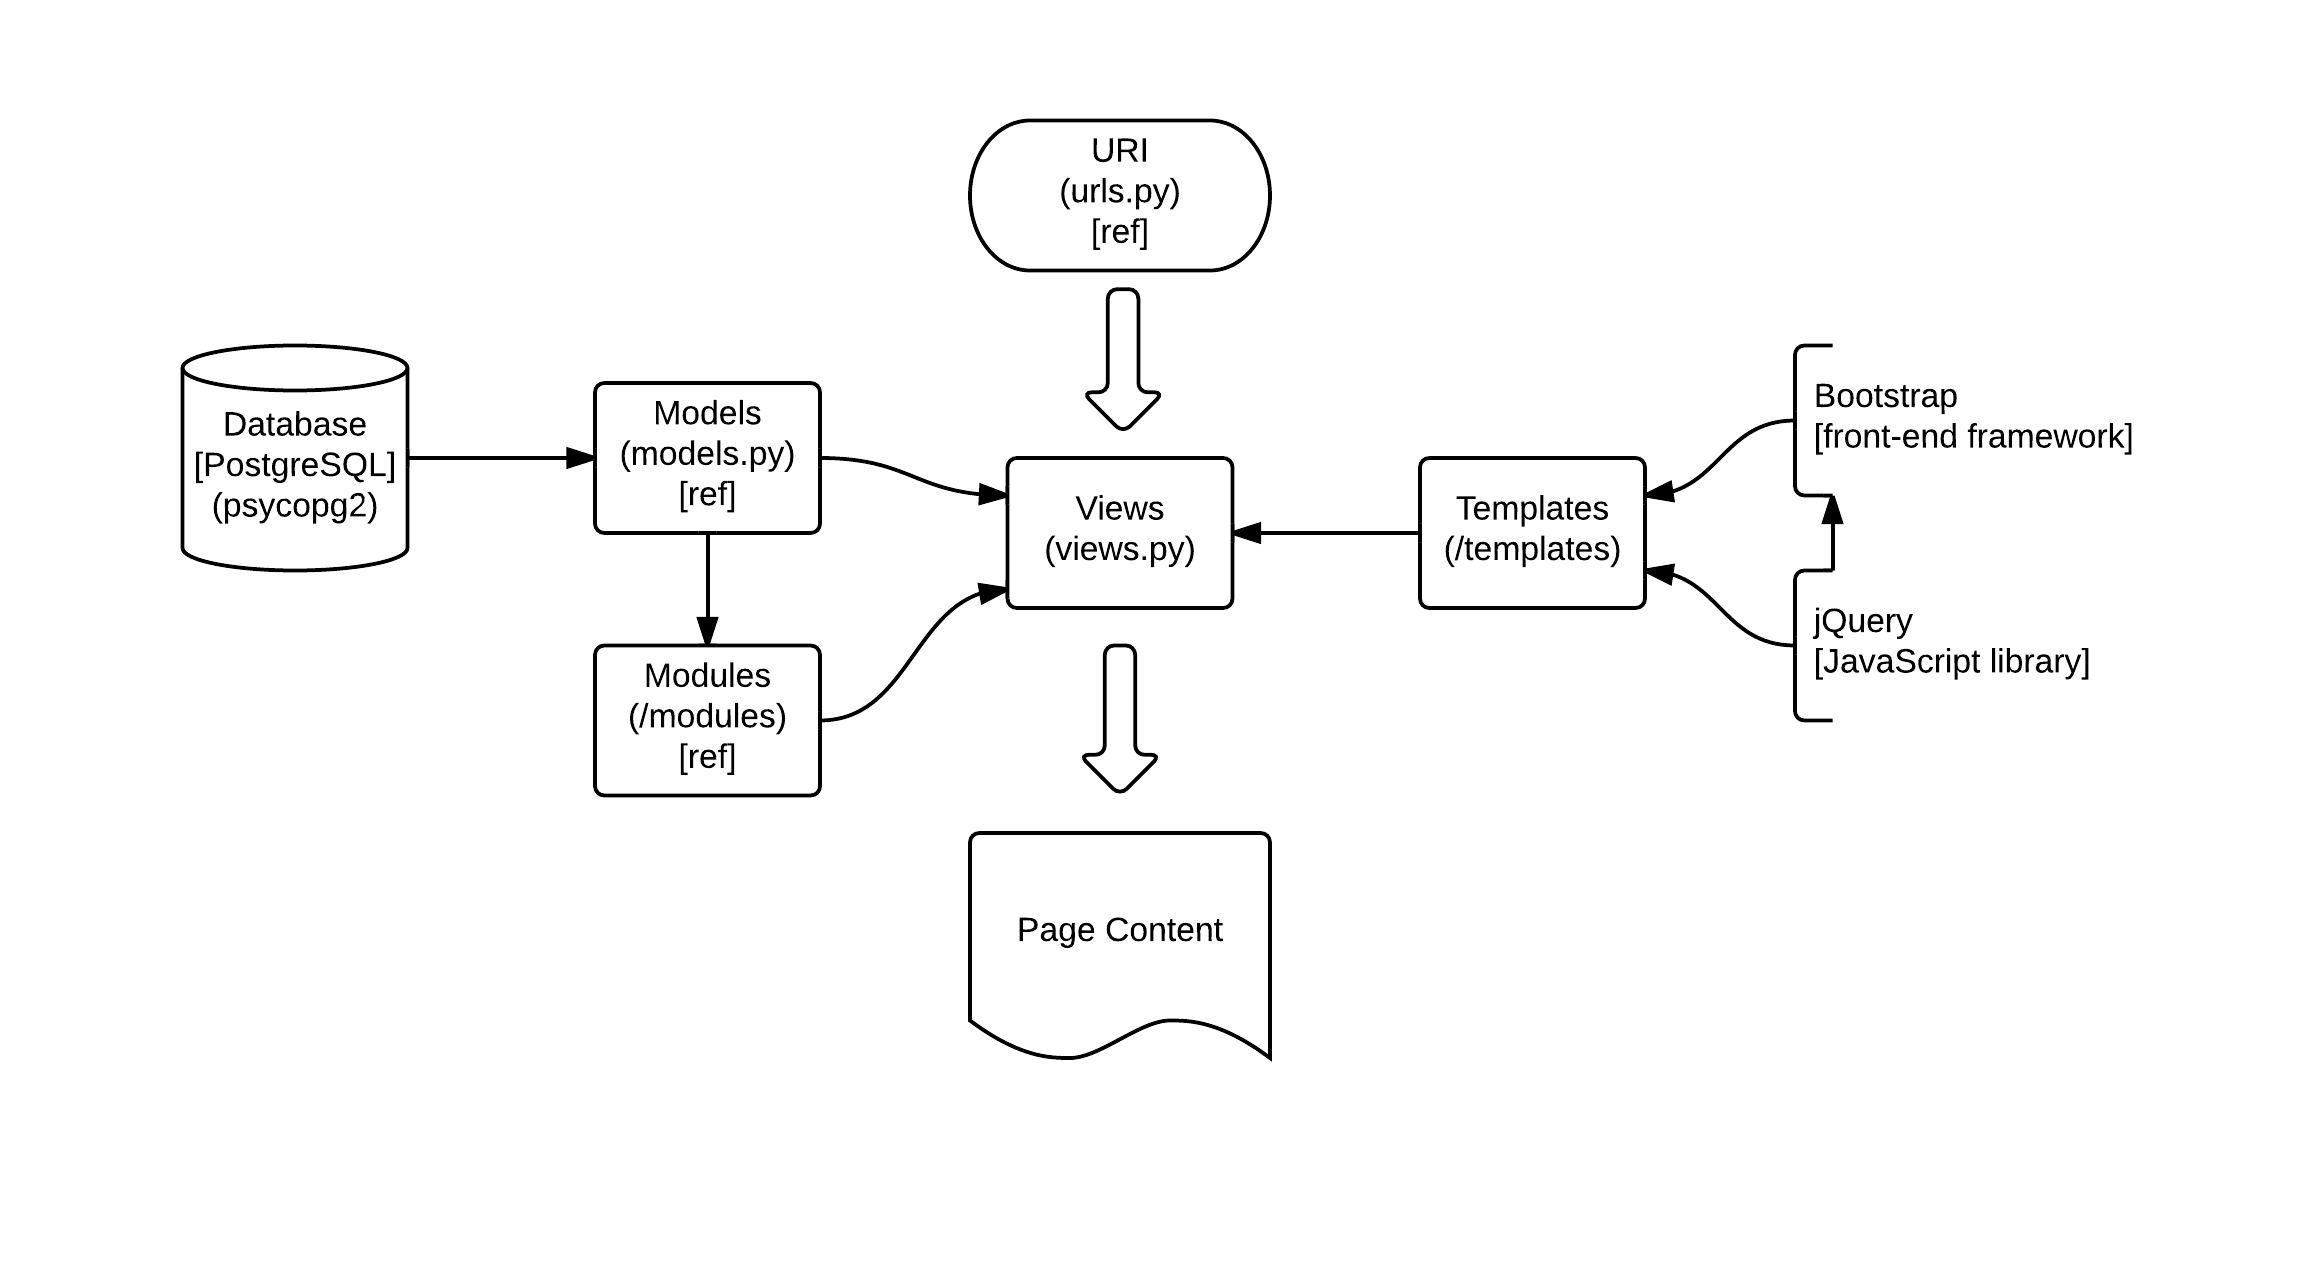 URI
(urls.py)
[ref]
Database
[PostgreSQL]
(psycopg2)
Models
(models.py)
[ref]
Views
(views.py)
Templates
(/templates)
Bootstrap
[front-end framework]
jQuery
[JavaScript library]
Modules
(/modules)
[ref]
Page Content